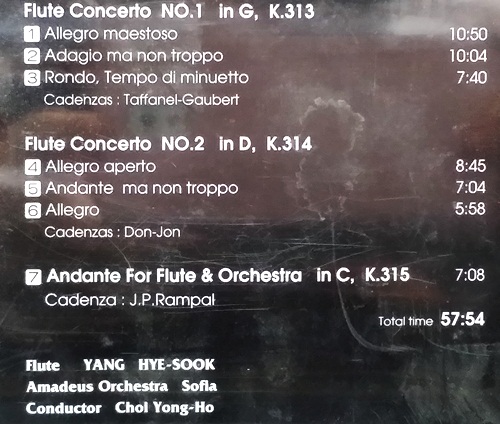 Flute Concerto NO.1 in G, K.313
1 Allegro maestoso 10:50
2 Adagio ma non troppo 10:04
3 Rondo, Tempo di minuetto 7:40
Cadenzas : Taffanel-Gaubert
Flute Concerto NO.2 in D, K.314
4 Allegro aperto 8:45
5 Andante ma non troppo 7:04
6 Allegro 5:58
Cadenzas : Don-Jon
7 Andante For Flute & Orchestra in C, K.315 7:08
Cadenza : J.P.Rampal
Total time 57:54
Flute YANG HYE-SOOK
Amadeus Orchestra Sofia
Conductor Choi Yong-Ho